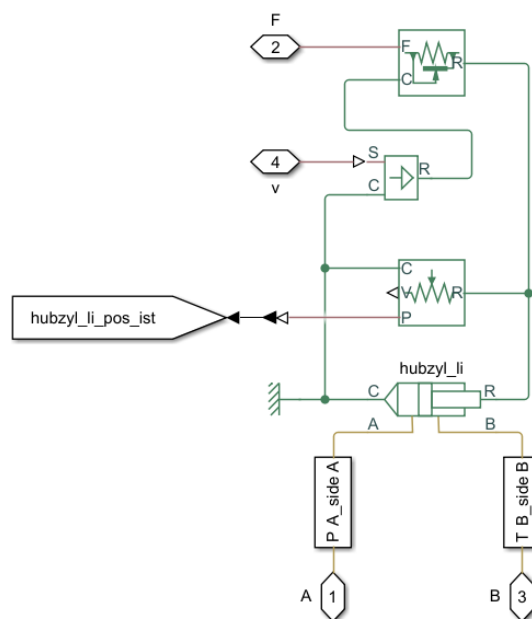 F
2
F
R
C
4
v
S
R
C
C
V
R
P
hubzyl_li_pos_ist
hubzyl_li
C
R
A
B
P A_side A
T B_side B
A
1
B
3